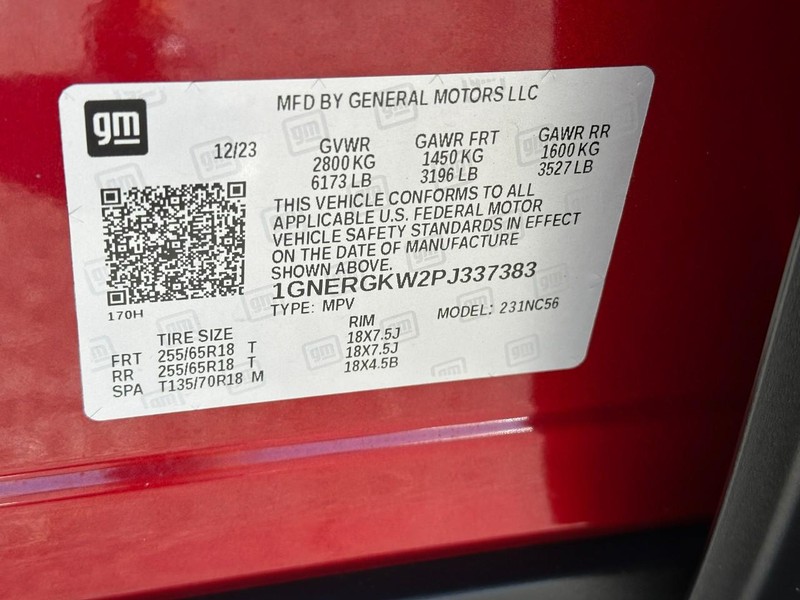 gm
MFD BY GENERAL MOTORS LLC
12/23 GVWR GAWR FRT GAWR RR
2800 KG 1450 KG 1600 KG
6173 LB 3196 LB 3527 LB
THIS VEHICLE CONFORMS TO ALL
APPLICABLE U.S. FEDERAL MOTOR
VEHICLE SAFETY STANDARDS IN EFFECT
ON THE DATE OF MANUFACTURE
SHOWN ABOVE.
1GNERGKW2PJ337383
170H
TYPE: MPV MODEL: 231NC56
TIRE SIZE RIM
FRT 255/65R18 T 18X7.5J
RR 255/65R18 T 18X7.5J
SPA T135/70R18 M 18X4.5B